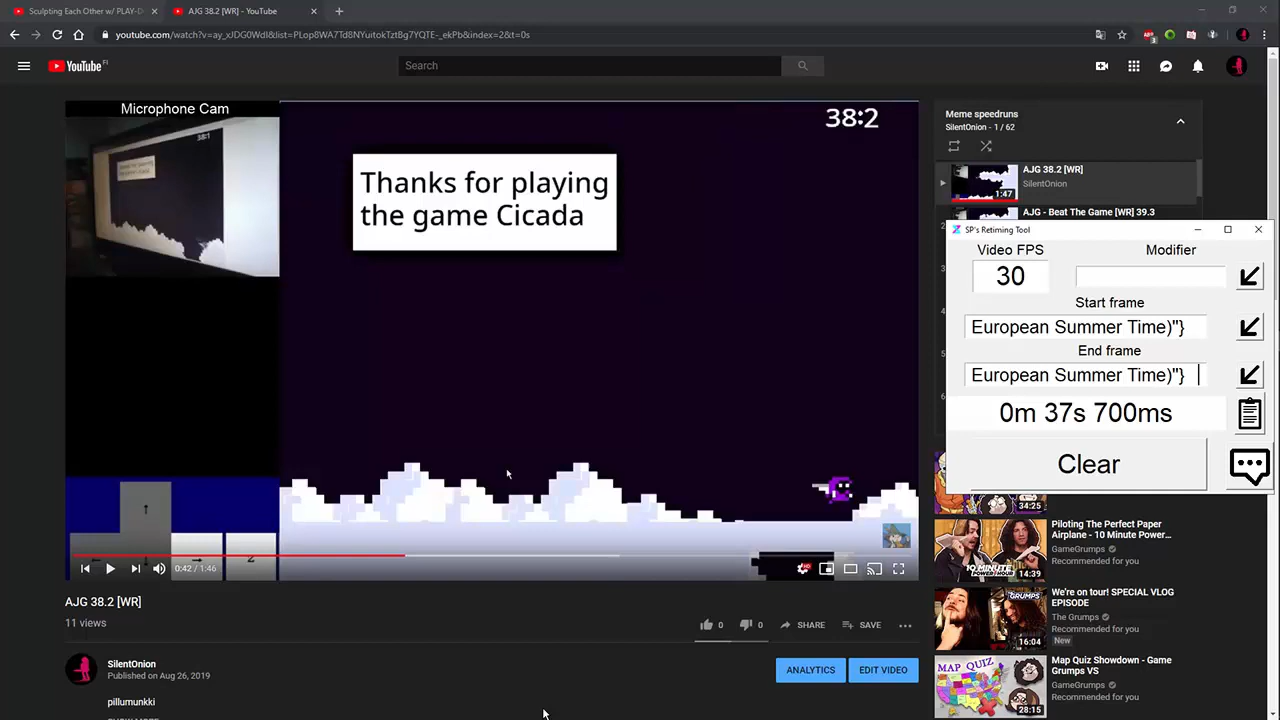 Sculpting Each Other w/ PLAY-D
AJG 38.2 [WR] - YouTube
youtube.com/watch?v=ay_xJDG0WdI&list=PLop8WA7Td8NYuitokTztBg7YQTE-_ekPb&index=2&t=0s
YouTube FI
Search
Microphone Cam
38:2
Thanks for playing
the game Cicada
Meme speedruns
SilentOnion - 1 / 62
AJG 38.2 [WR]
SilentOnion
1:47
AJG - Beat The Game [WR] 39.3
SP's Retiming Tool
Video FPS
Modifier
30
Start frame
European Summer Time)"}
End frame
European Summer Time)"}
0m 37s 700ms
Clear
34:25
Piloting The Perfect Paper
Airplane - 10 Minute Power...
GameGrumps
Recommended for you
14:39
We're on tour! SPECIAL VLOG
EPISODE
The Grumps
Recommended for you
New
16:04
Map Quiz Showdown - Game
Grumps VS
GameGrumps
Recommended for you
MAP QUIZ
28:15
Z
0:42 / 1:46
AJG 38.2 [WR]
11 views
0
0
SHARE
SAVE
SilentOnion
Published on Aug 26, 2019
ANALYTICS
EDIT VIDEO
pillumunkki